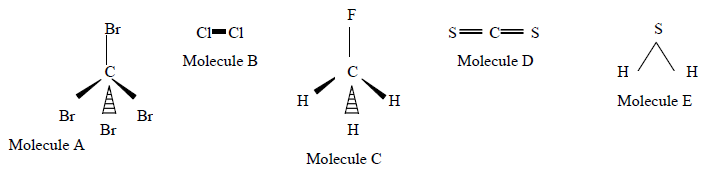 Br
C
Br
Br
Br
Molecule A
Cl Cl
Molecule B
F
C
H
H
H
Molecule C
S C S
Molecule D
S
H H
Molecule E